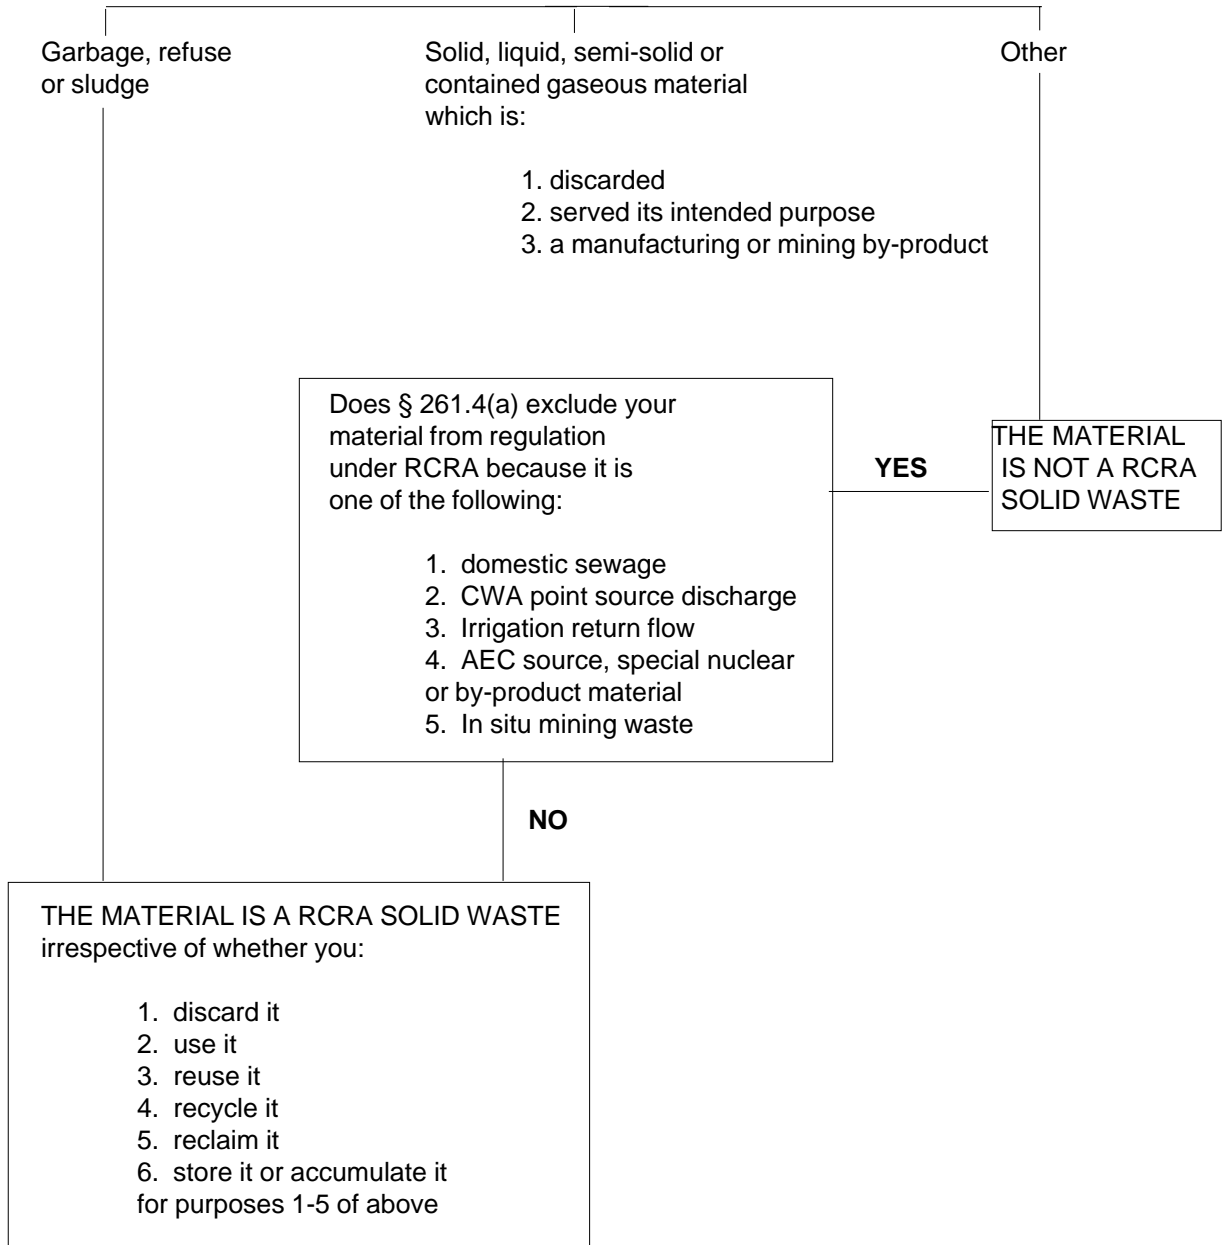 Garbage, refuse
or sludge
Solid, liquid, semi-solid or
contained gaseous material
which is:
1. discarded
2. served its intended purpose
3. a manufacturing or mining by-product
Other
Does § 261.4(a) exclude your
material from regulation
under RCRA because it is
one of the following:
1. domestic sewage
2. CWA point source discharge
3. Irrigation return flow
4. AEC source, special nuclear
or by-product material
5. In situ mining waste
YES
THE MATERIAL
IS NOT A RCRA
SOLID WASTE
NO
THE MATERIAL IS A RCRA SOLID WASTE
irrespective of whether you:
1. discard it
2. use it
3. reuse it
4. recycle it
5. reclaim it
6. store it or accumulate it
for purposes 1-5 of above